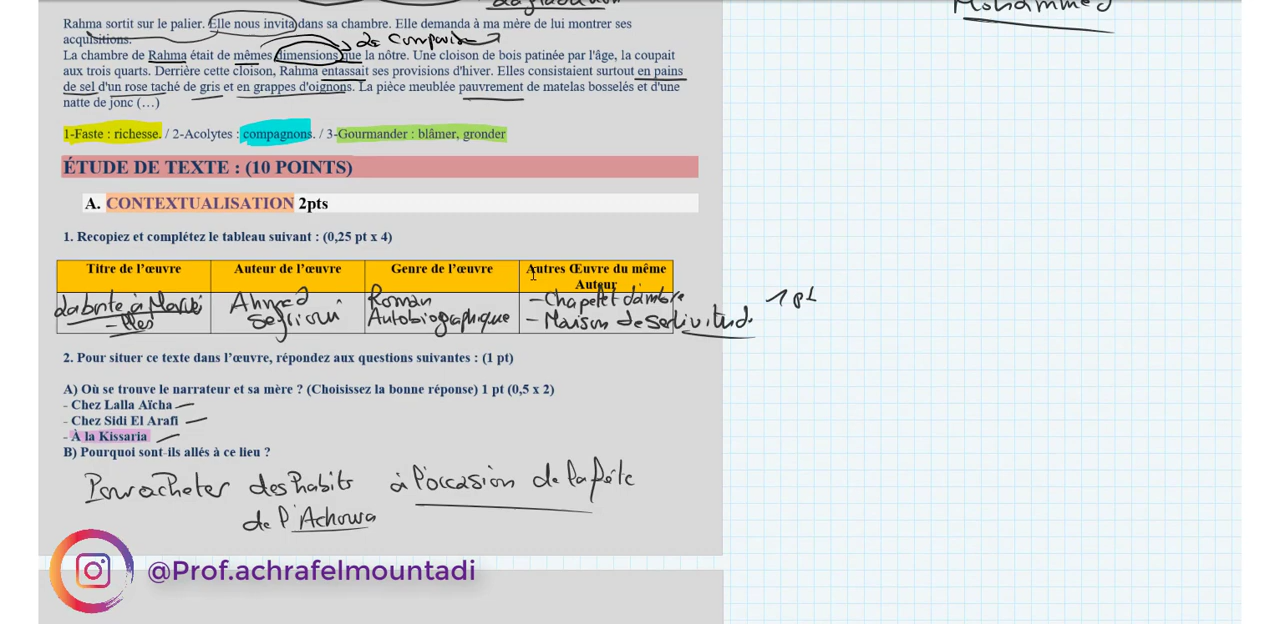 dégradation
Mohammed
Rahma sortit sur le palier. Elle nous invita dans sa chambre. Elle demanda à ma mère de lui montrer ses
acquisitions.
de Comparaison
La chambre de Rahma était de mêmes dimensions que la nôtre. Une cloison de bois patinée par l'âge, la coupait
aux trois quarts. Derrière cette cloison, Rahma entassait ses provisions d'hiver. Elles consistaient surtout en pains
de sel d'un rose taché de gris et en grappes d'oignons. La pièce meublée pauvrement de matelas bosselés et d'une
natte de jonc (…)
1-Faste : richesse. / 2-Acolytes : compagnons. / 3-Gourmander : blâmer, gronder
ÉTUDE DE TEXTE : (10 POINTS)
A. CONTEXTUALISATION 2pts
1. Recopiez et complétez le tableau suivant : (0,25 pt x 4)
Titre de l'œuvre Auteur de l'œuvre Genre de l'œuvre Autres Œuvre du même
Auteur
la boîte à Mervei Ahmed Roman - Chapelet d'ambre 1 pt
- lles Sefrioui Autobiographique - Maison de servitude
2. Pour situer ce texte dans l'œuvre, répondez aux questions suivantes : (1 pt)
A) Où se trouve le narrateur et sa mère ? (Choisissez la bonne réponse) 1 pt (0,5 x 2)
- Chez Lalla Aïcha
- Chez Sidi El Arafi
- À la Kissaria
B) Pourquoi sont-ils allés à ce lieu ?
Pour acheter des habits à l'occasion de la fête
de l'Achoura
@Prof.achrafelmountadi